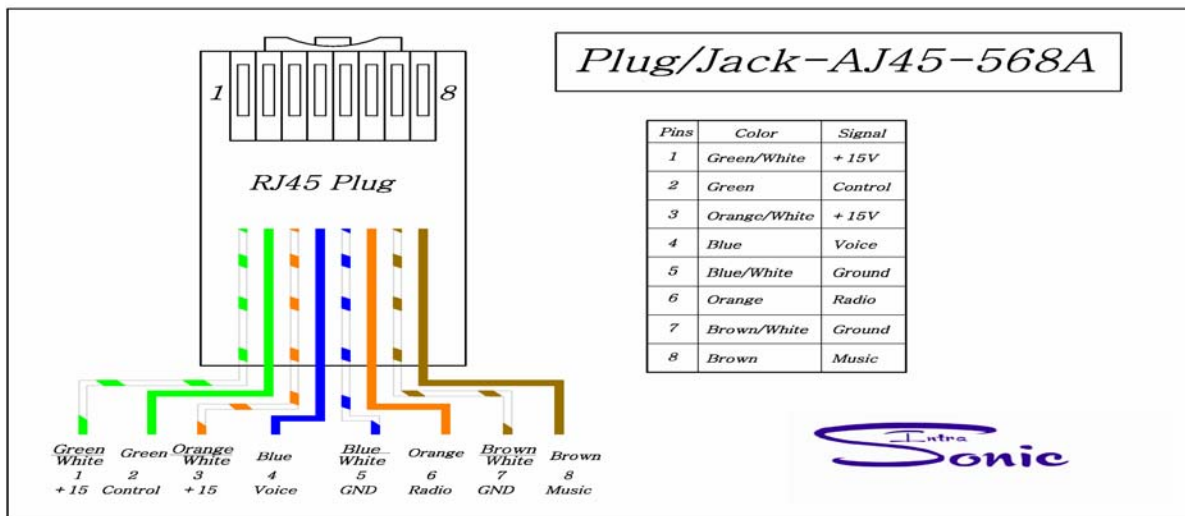 Plug/Jack-AJ45-568A
1 8
RJ45 Plug
Pins Color Signal
1 Green/White +15V
2 Green Control
3 Orange/White +15V
4 Blue Voice
5 Blue/White Ground
6 Orange Radio
7 Brown/White Ground
8 Brown Music
Green Orange Blue Brown
White Green White Blue White Orange White Brown
1 2 3 4 5 6 7 8
+15 Control +15 Voice GND Radio GND Music
Intra
Sonic